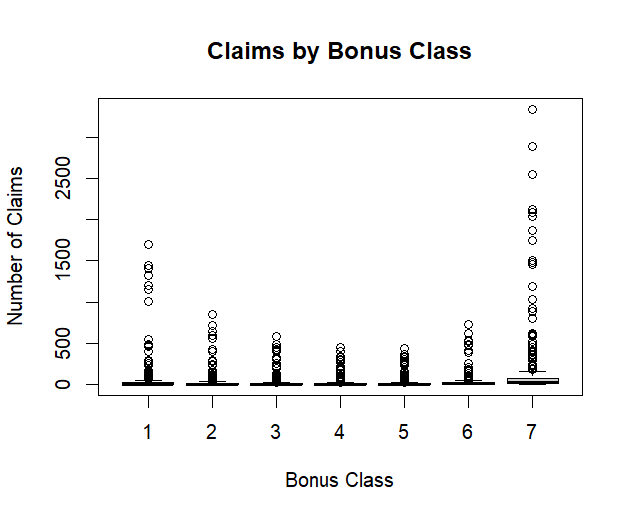 Claims by Bonus Class
Number of Claims
2500
1500
500
0
1 2 3 4 5 6 7
Bonus Class